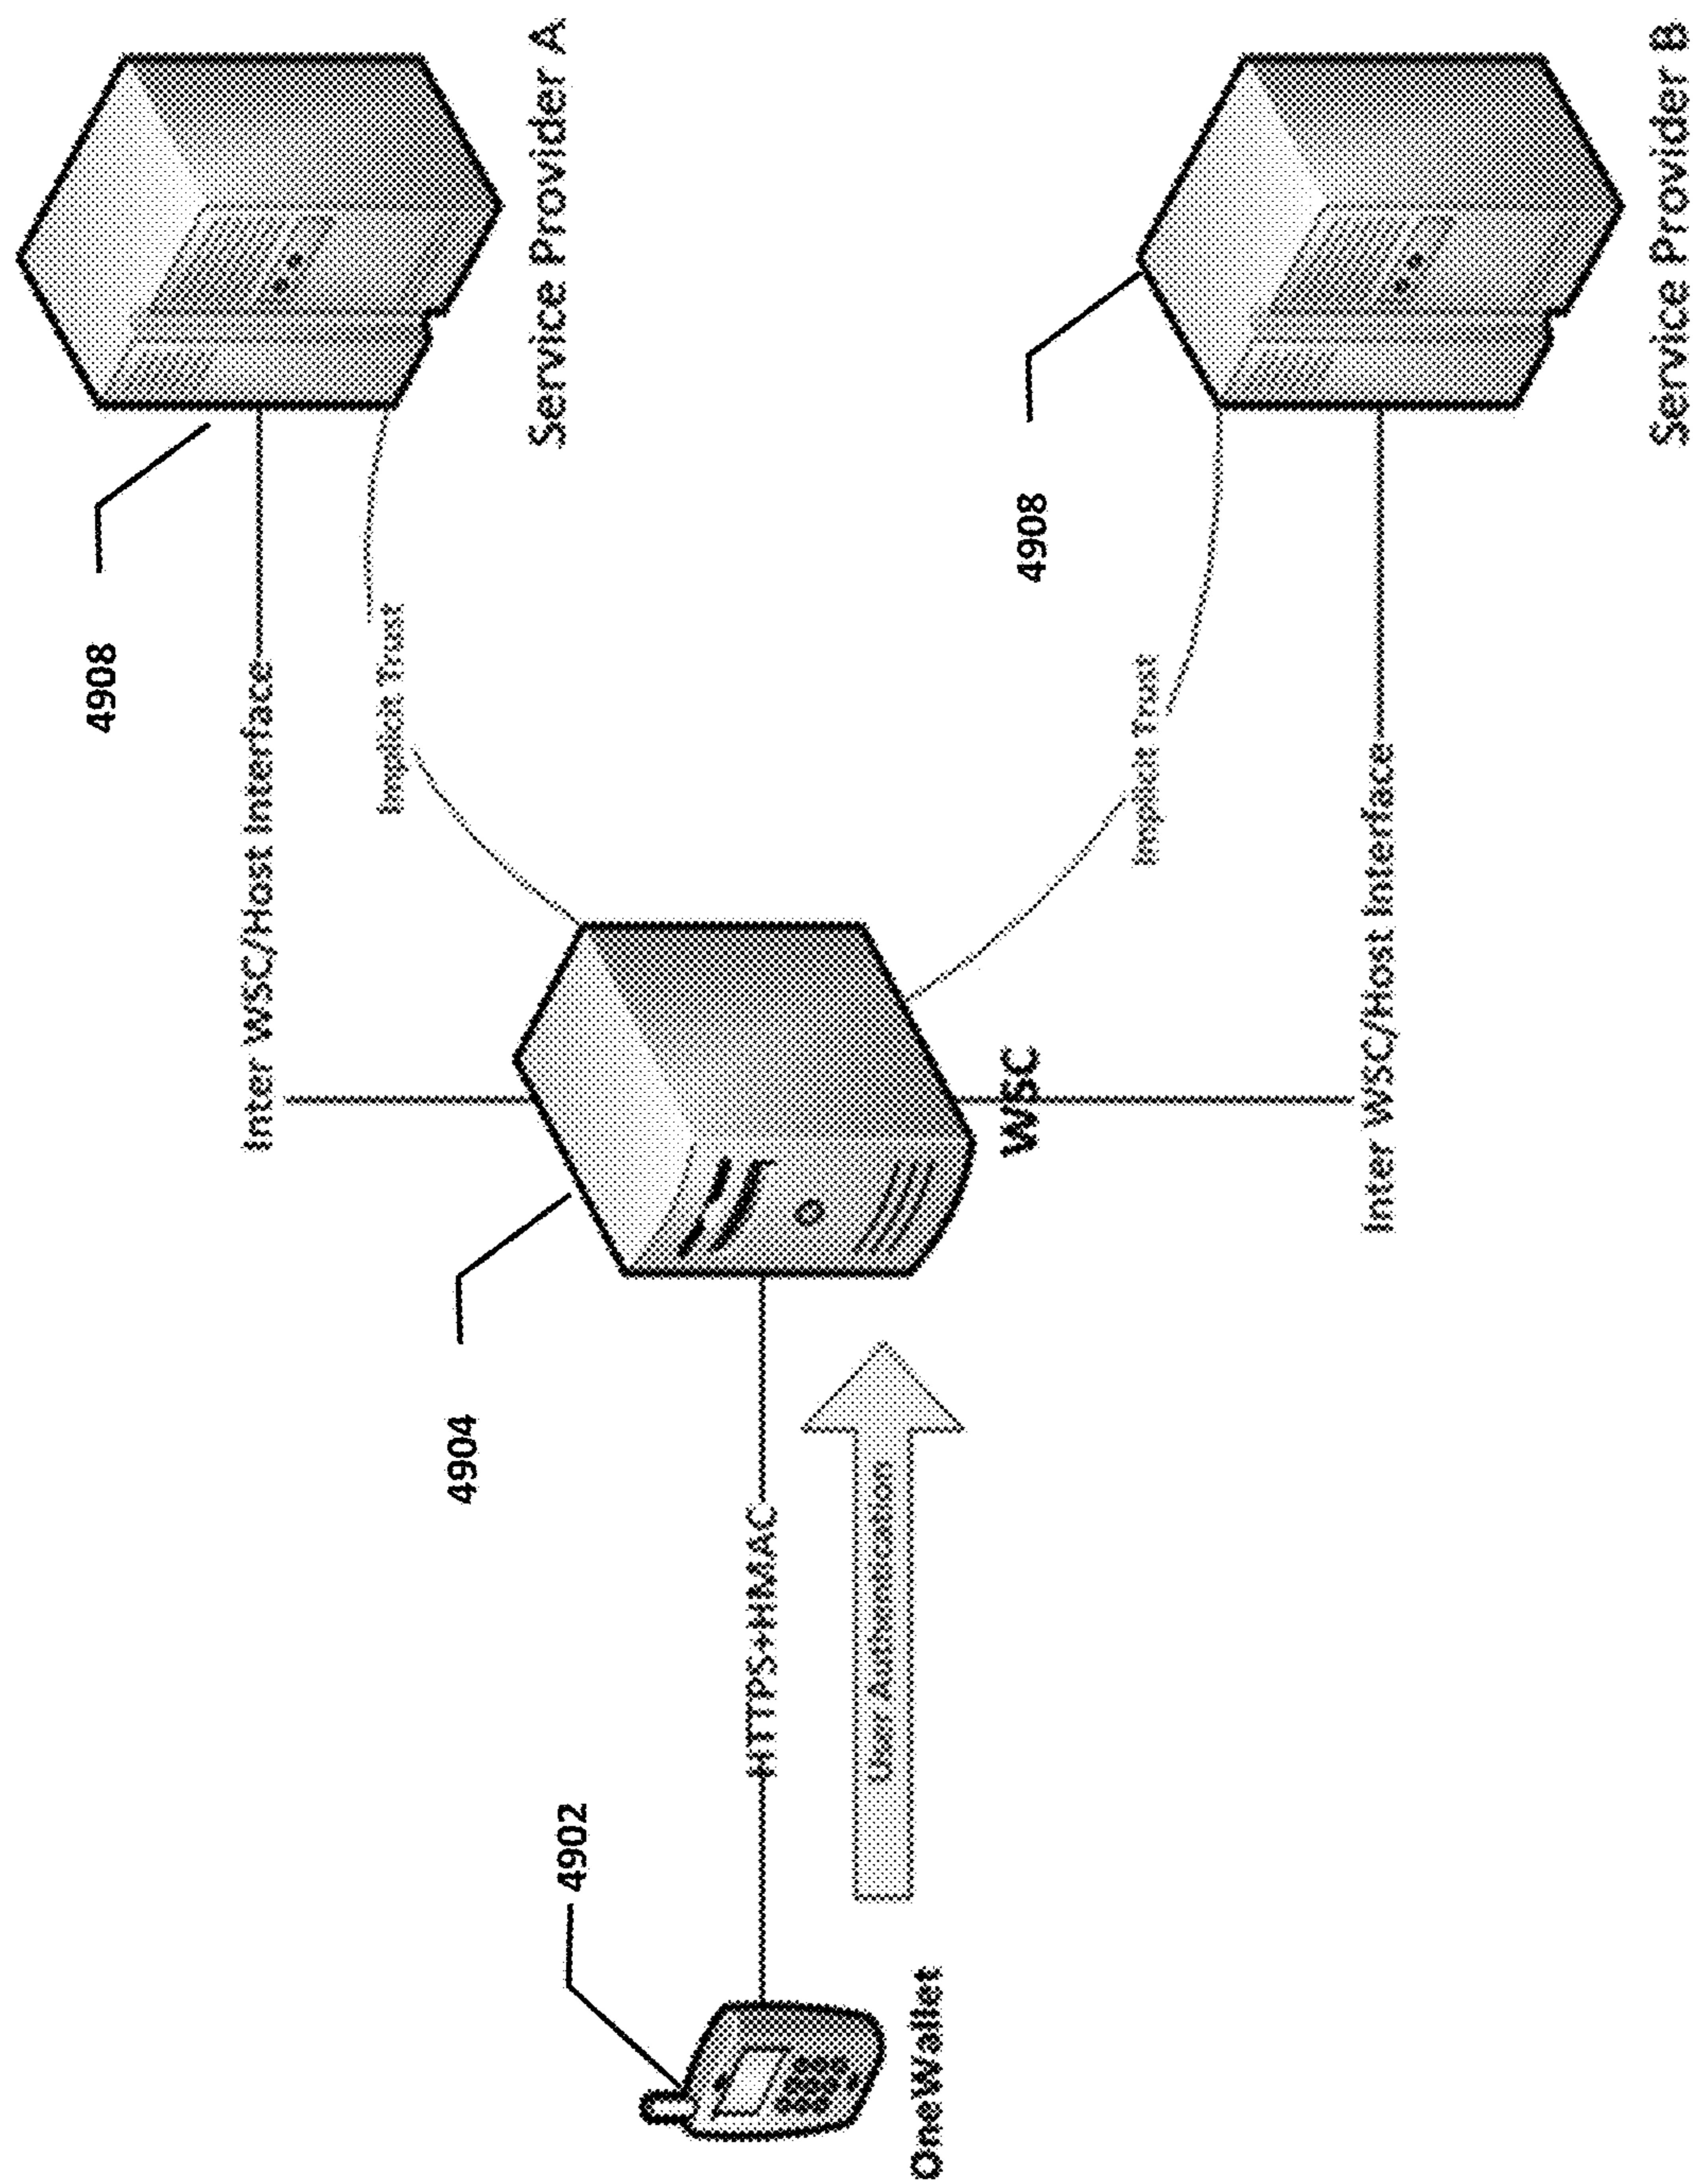 4908
Service Provider A
Inter WSC/Host Interface
Implicit Trust
4904
4902
HTTPS+HMAC
User Authentication
OneWallet
WSC
4908
Implicit Trust
Inter WSC/Host Interface
Service Provider B